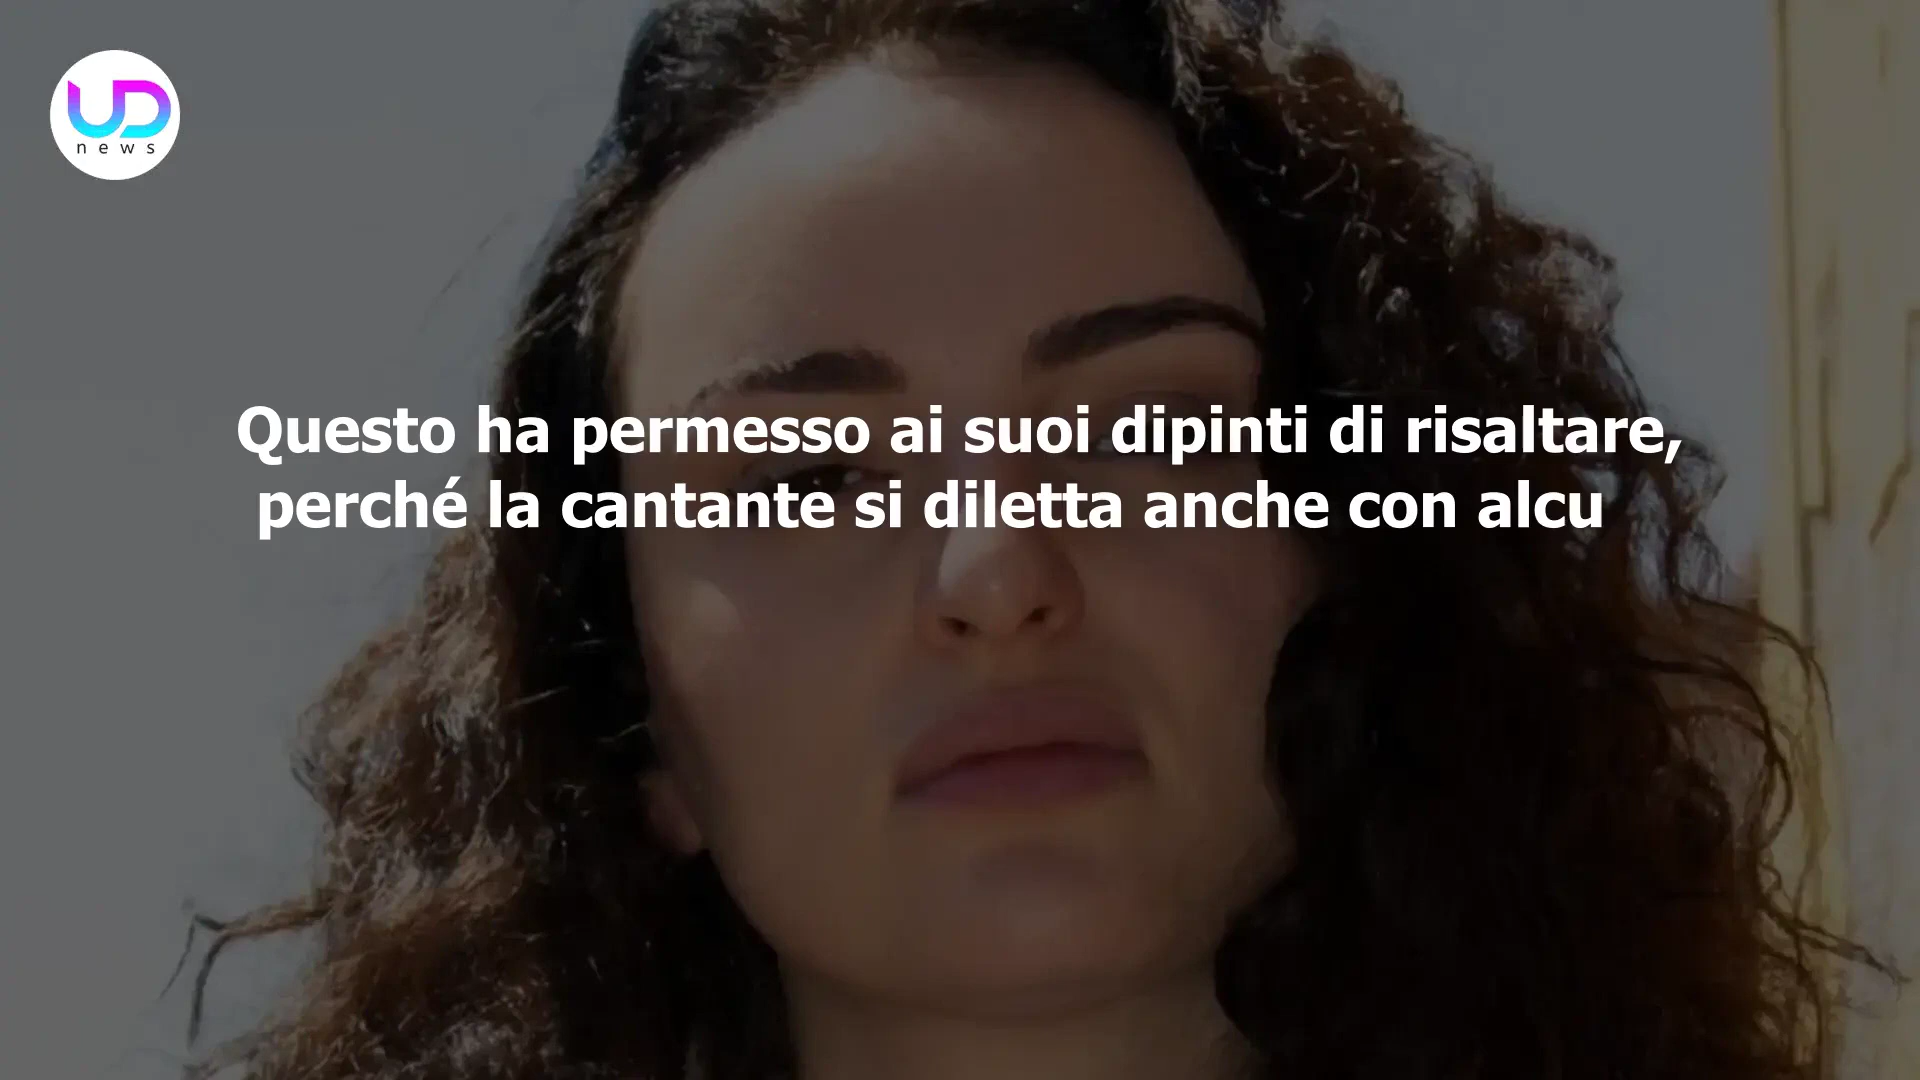 UD
news
Questo ha permesso ai suoi dipinti di risaltare,
perché la cantante si diletta anche con alcu